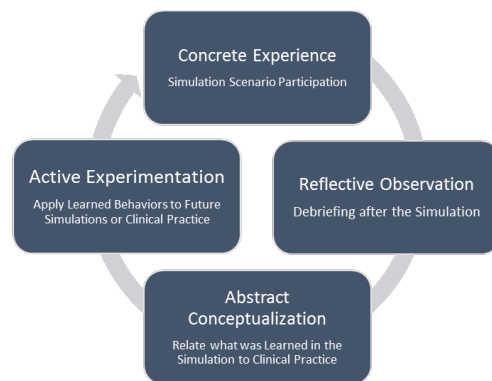 Concrete Experience
Simulation Scenario Participation
Reflective Observation
Debriefing after the Simulation
Abstract
Conceptualization
Relate what was Learned in the
Simulation to Clinical Practice
Active Experimentation
Apply Learned Behaviors to Future
Simulations or Clinical Practice